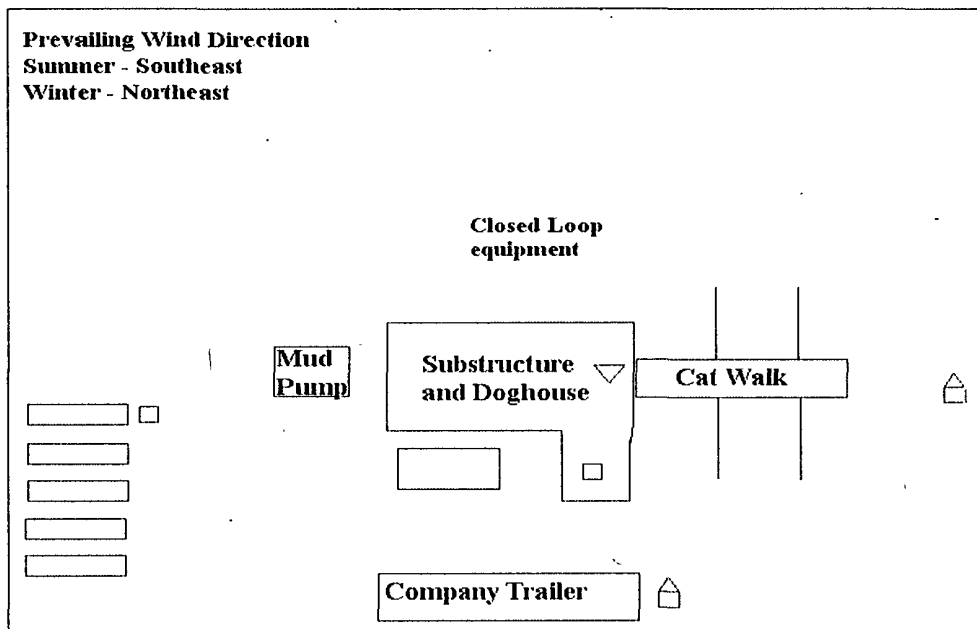 Prevailing Wind Direction
Summer - Southeast
Winter - Northeast
Closed Loop
equipment
Mud
Pump
Substructure
and Doghouse
Cat Walk
Company Trailer